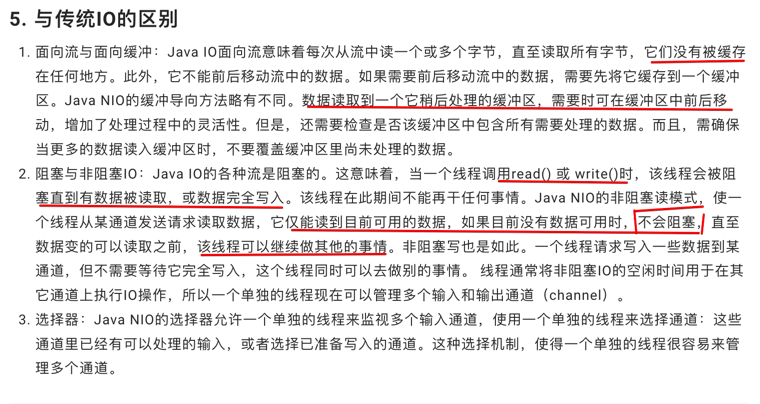 5. 与传统IO的区别
1. 面向流与面向缓冲：Java IO面向流意味着每次从流中读一个或多个字节，直至读取所有字节，它们没有被缓存
在任何地方。此外，它不能前后移动流中的数据。如果需要前后移动流中的数据，需要先将它缓存到一个缓冲
区。Java NIO的缓冲导向方法略有不同。数据读取到一个它稍后处理的缓冲区，需要时可在缓冲区中前后移
动，增加了处理过程中的灵活性。但是，还需要检查是否该缓冲区中包含所有需要处理的数据。而且，需确保
当更多的数据读入缓冲区时，不要覆盖缓冲区里尚未处理的数据。
2. 阻塞与非阻塞IO：Java IO的各种流是阻塞的。这意味着，当一个线程调用read() 或 write()时，该线程会被阻
塞直到有数据被读取，或数据完全写入。该线程在此期间不能再干任何事情。Java NIO的非阻塞读模式，使一
个线程从某通道发送请求读取数据，它仅能读到目前可用的数据，如果目前没有数据可用时，不会阻塞，直至
数据变的可以读取之前，该线程可以继续做其他的事情。非阻塞写也是如此。一个线程请求写入一些数据到某
通道，但不需要等待它完全写入，这个线程同时可以去做别的事情。 线程通常将非阻塞IO的空闲时间用于在其
它通道上执行IO操作，所以一个单独的线程现在可以管理多个输入和输出通道（channel）。
3. 选择器：Java NIO的选择器允许一个单独的线程来监视多个输入通道，使用一个单独的线程来选择通道：这些
通道里已经有可以处理的输入，或者选择已准备写入的通道。这种选择机制，使得一个单独的线程很容易来管
理多个通道。